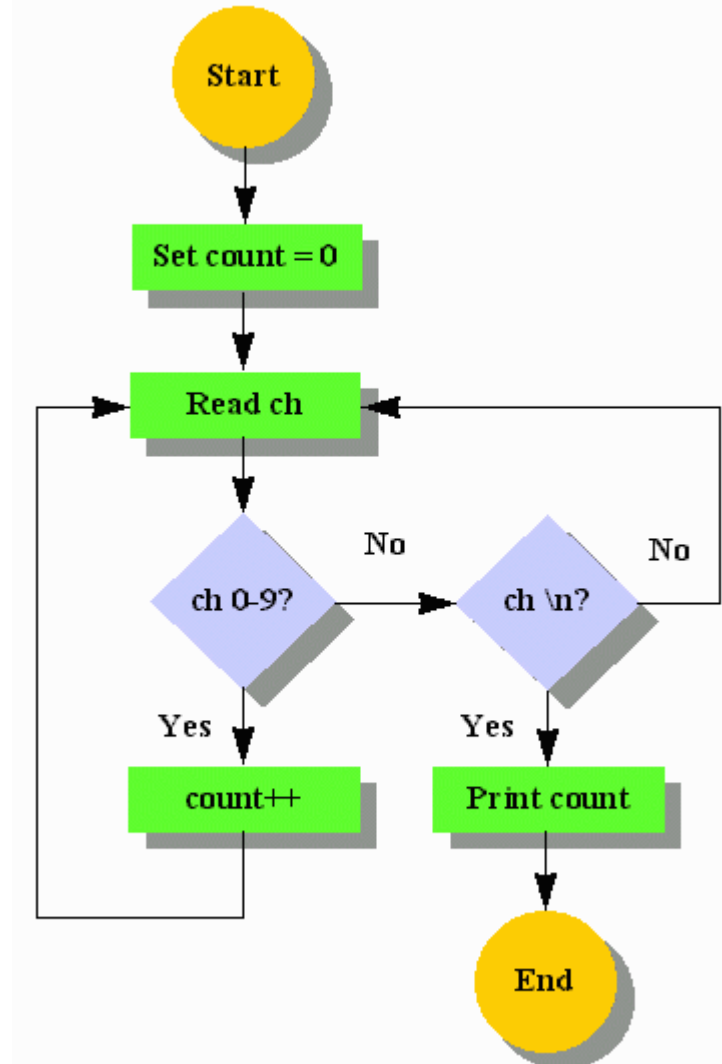 Start
Set count = 0
Read ch
No
No
ch 0-9?
ch \n?
Yes
Yes
count++
Print count
End